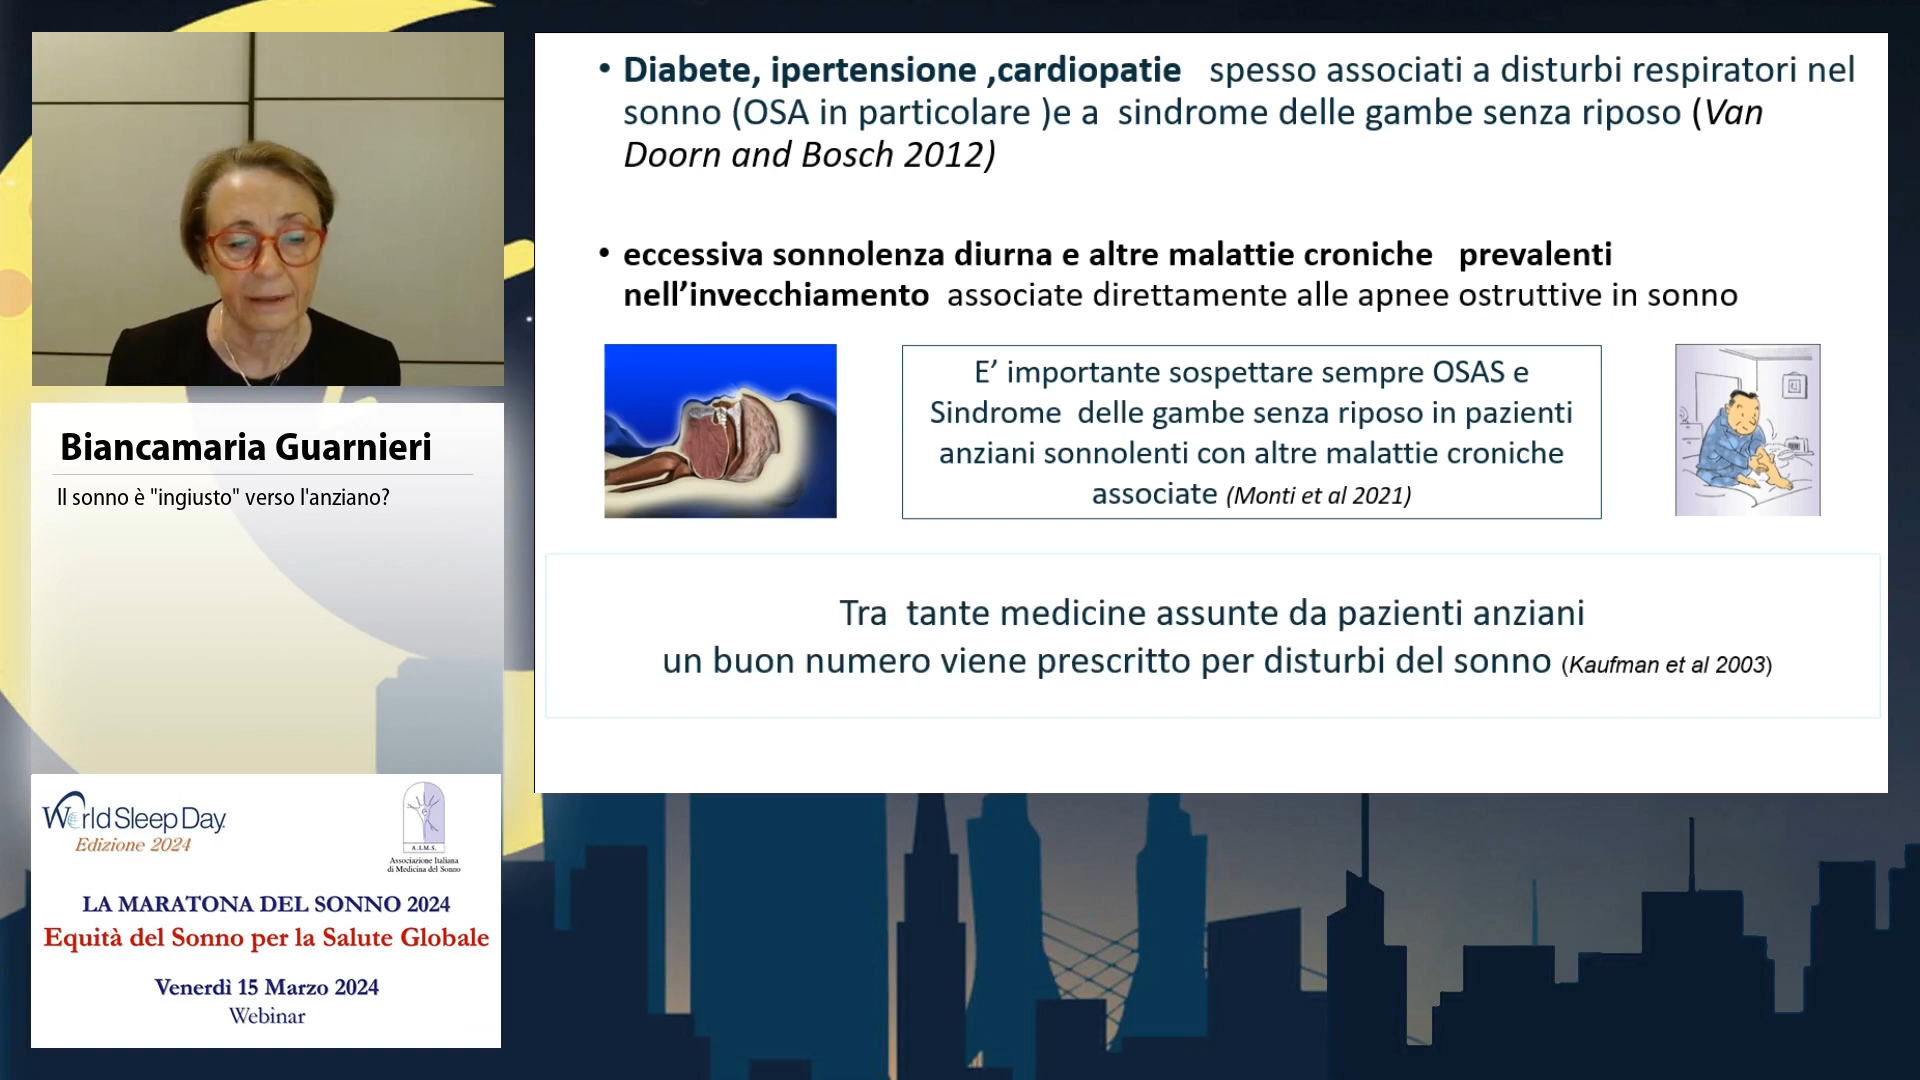 Biancamaria Guarnieri
Il sonno è "ingiusto" verso l'anziano?
World Sleep Day
Edizione 2024
A.I.M.S.
Associazione Italiana
di Medicina del Sonno
LA MARATONA DEL SONNO 2024
Equità del Sonno per la Salute Globale
Venerdì 15 Marzo 2024
Webinar
• Diabete, ipertensione ,cardiopatie spesso associati a disturbi respiratori nel
sonno (OSA in particolare )e a sindrome delle gambe senza riposo (Van
Doorn and Bosch 2012)
• eccessiva sonnolenza diurna e altre malattie croniche prevalenti
nell’invecchiamento associate direttamente alle apnee ostruttive in sonno
E’ importante sospettare sempre OSAS e
Sindrome delle gambe senza riposo in pazienti
anziani sonnolenti con altre malattie croniche
associate (Monti et al 2021)
Tra tante medicine assunte da pazienti anziani
un buon numero viene prescritto per disturbi del sonno (Kaufman et al 2003)